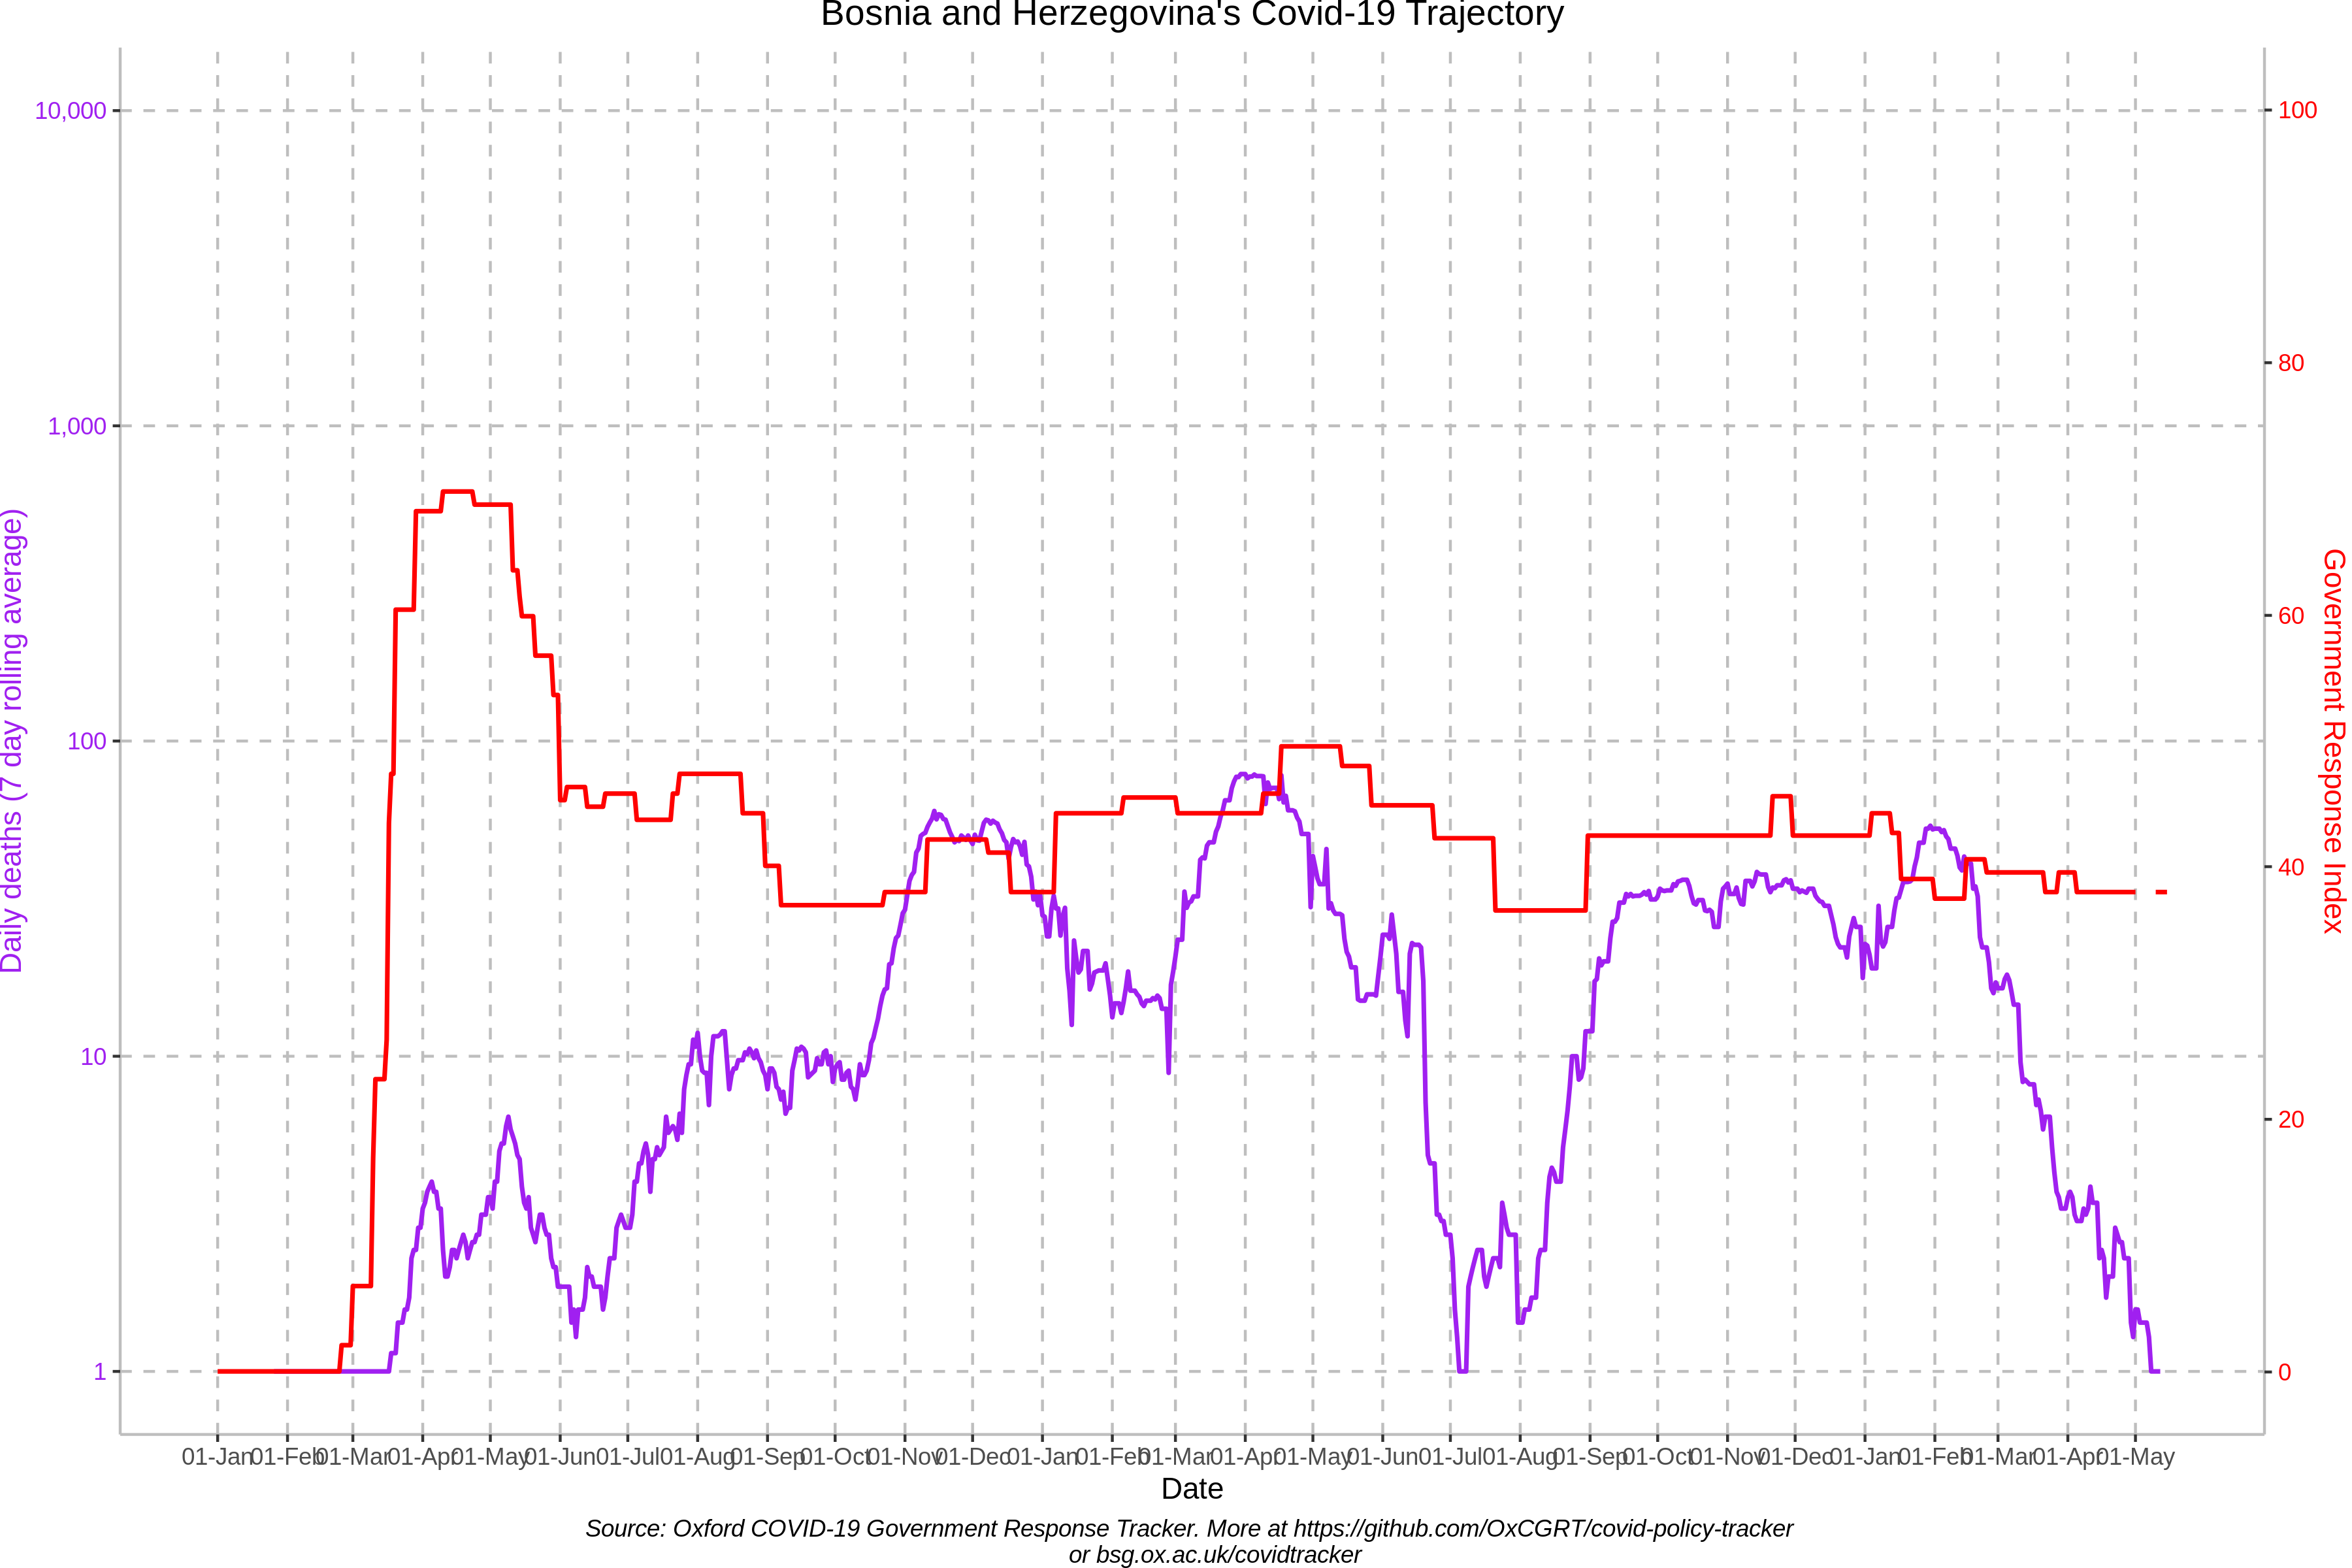 Bosnia and Herzegovina's Covid-19 Trajectory
Daily deaths (7 day rolling average)
10,000
1,000
100
10
1
100
80
60
40
20
0
Government Response Index
01-Jan 01-Feb 01-Mar 01-Apr 01-May 01-Jun 01-Jul 01-Aug 01-Sep 01-Oct 01-Nov 01-Dec 01-Jan 01-Feb 01-Mar 01-Apr 01-May 01-Jun 01-Jul 01-Aug 01-Sep 01-Oct 01-Nov 01-Dec 01-Jan 01-Feb 01-Mar 01-Apr 01-May
Date
Source: Oxford COVID-19 Government Response Tracker. More at https://github.com/OxCGRT/covid-policy-tracker
or bsg.ox.ac.uk/covidtracker